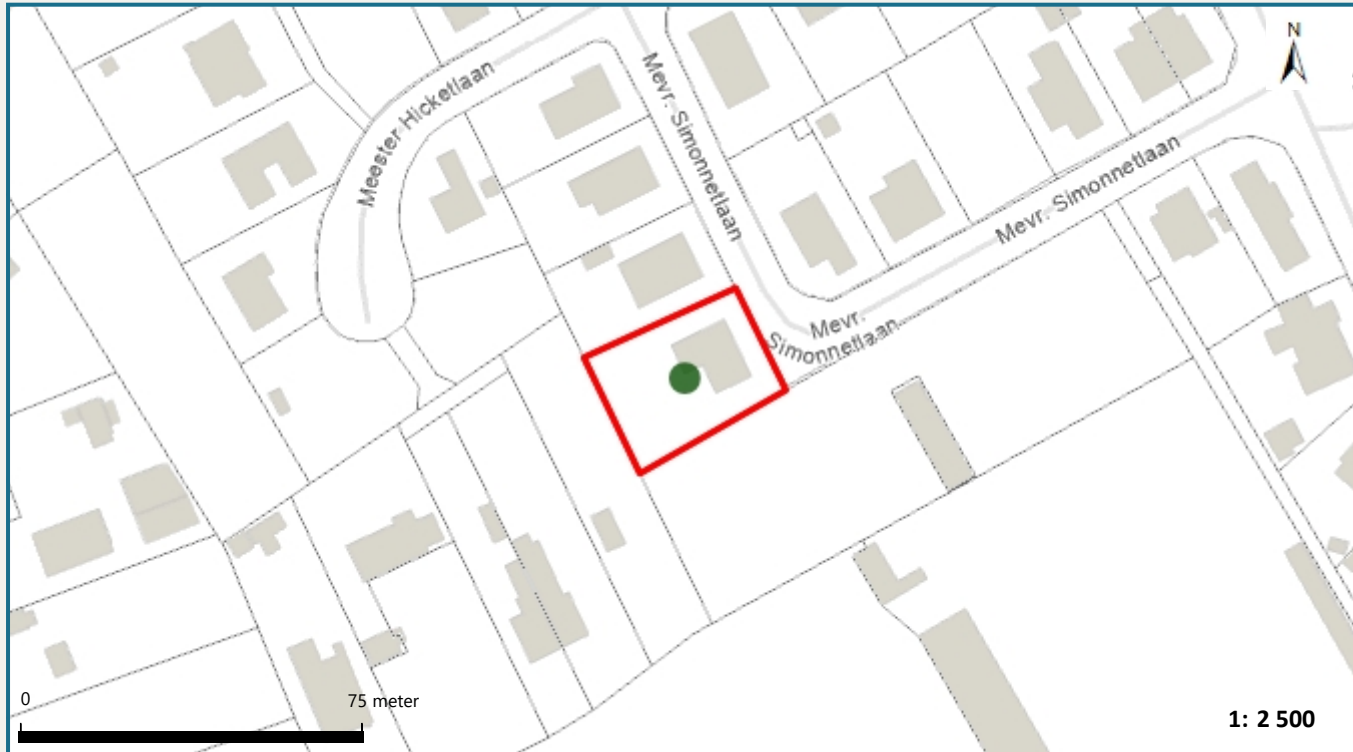 N
Meester Hicketlaan
Mevr. Simonnetlaan
Mevr. Simonnetlaan
Mevr.
Simonnetlaan
0
75 meter
1: 2 500